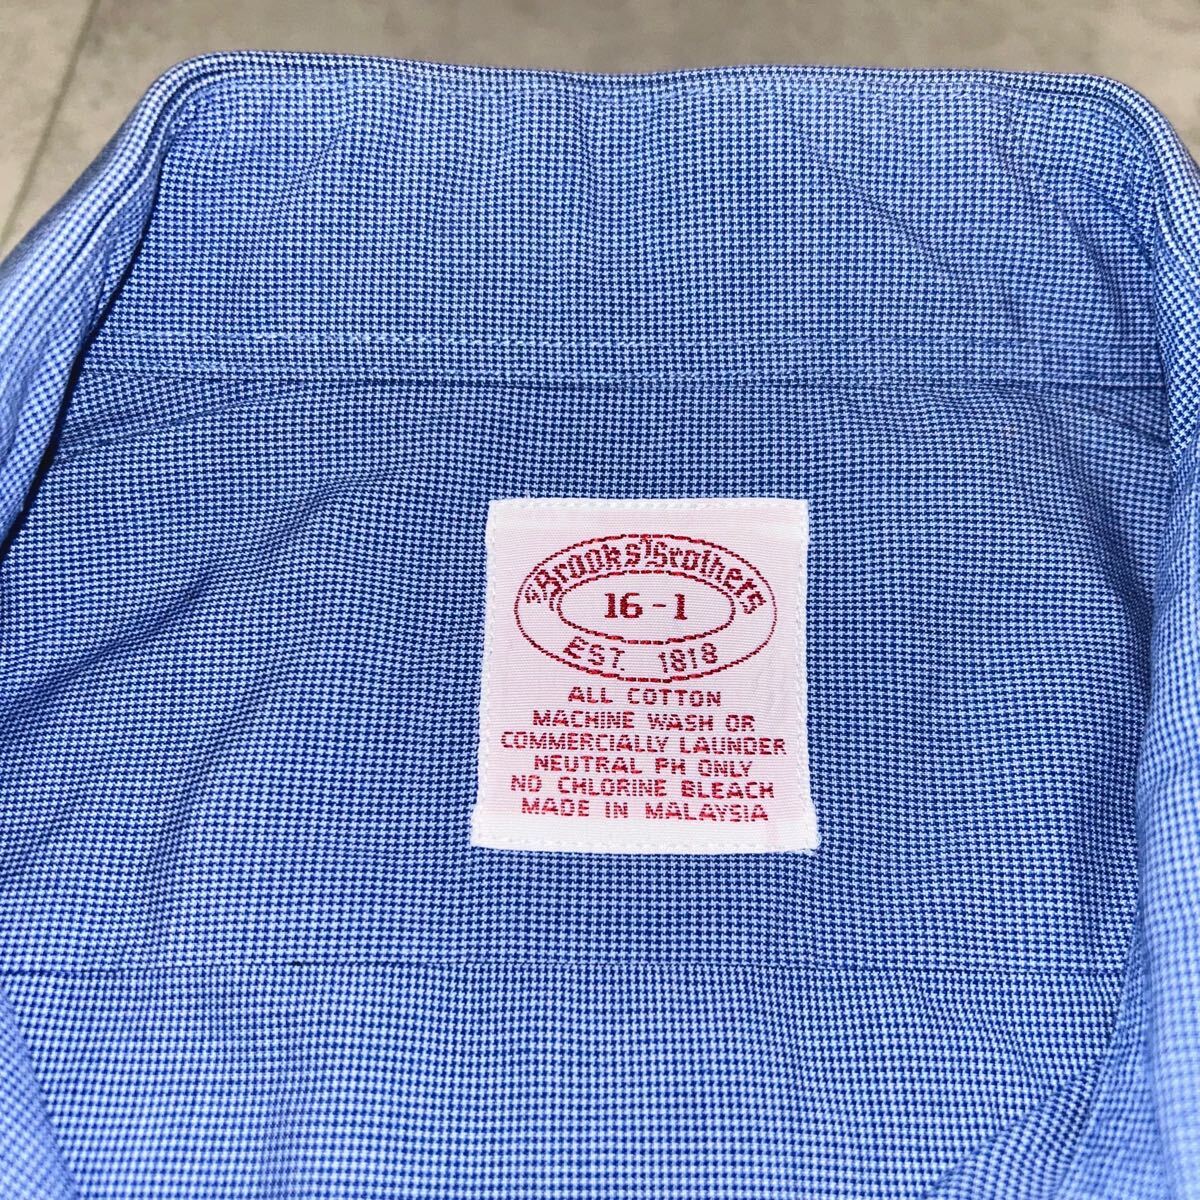 Brooks Brothers
16-1
EST. 1818
ALL COTTON
MACHINE WASH OR
COMMERCIALLY LAUNDER
NEUTRAL PH ONLY
NO CHLORINE BLEACH
MADE IN MALAYSIA